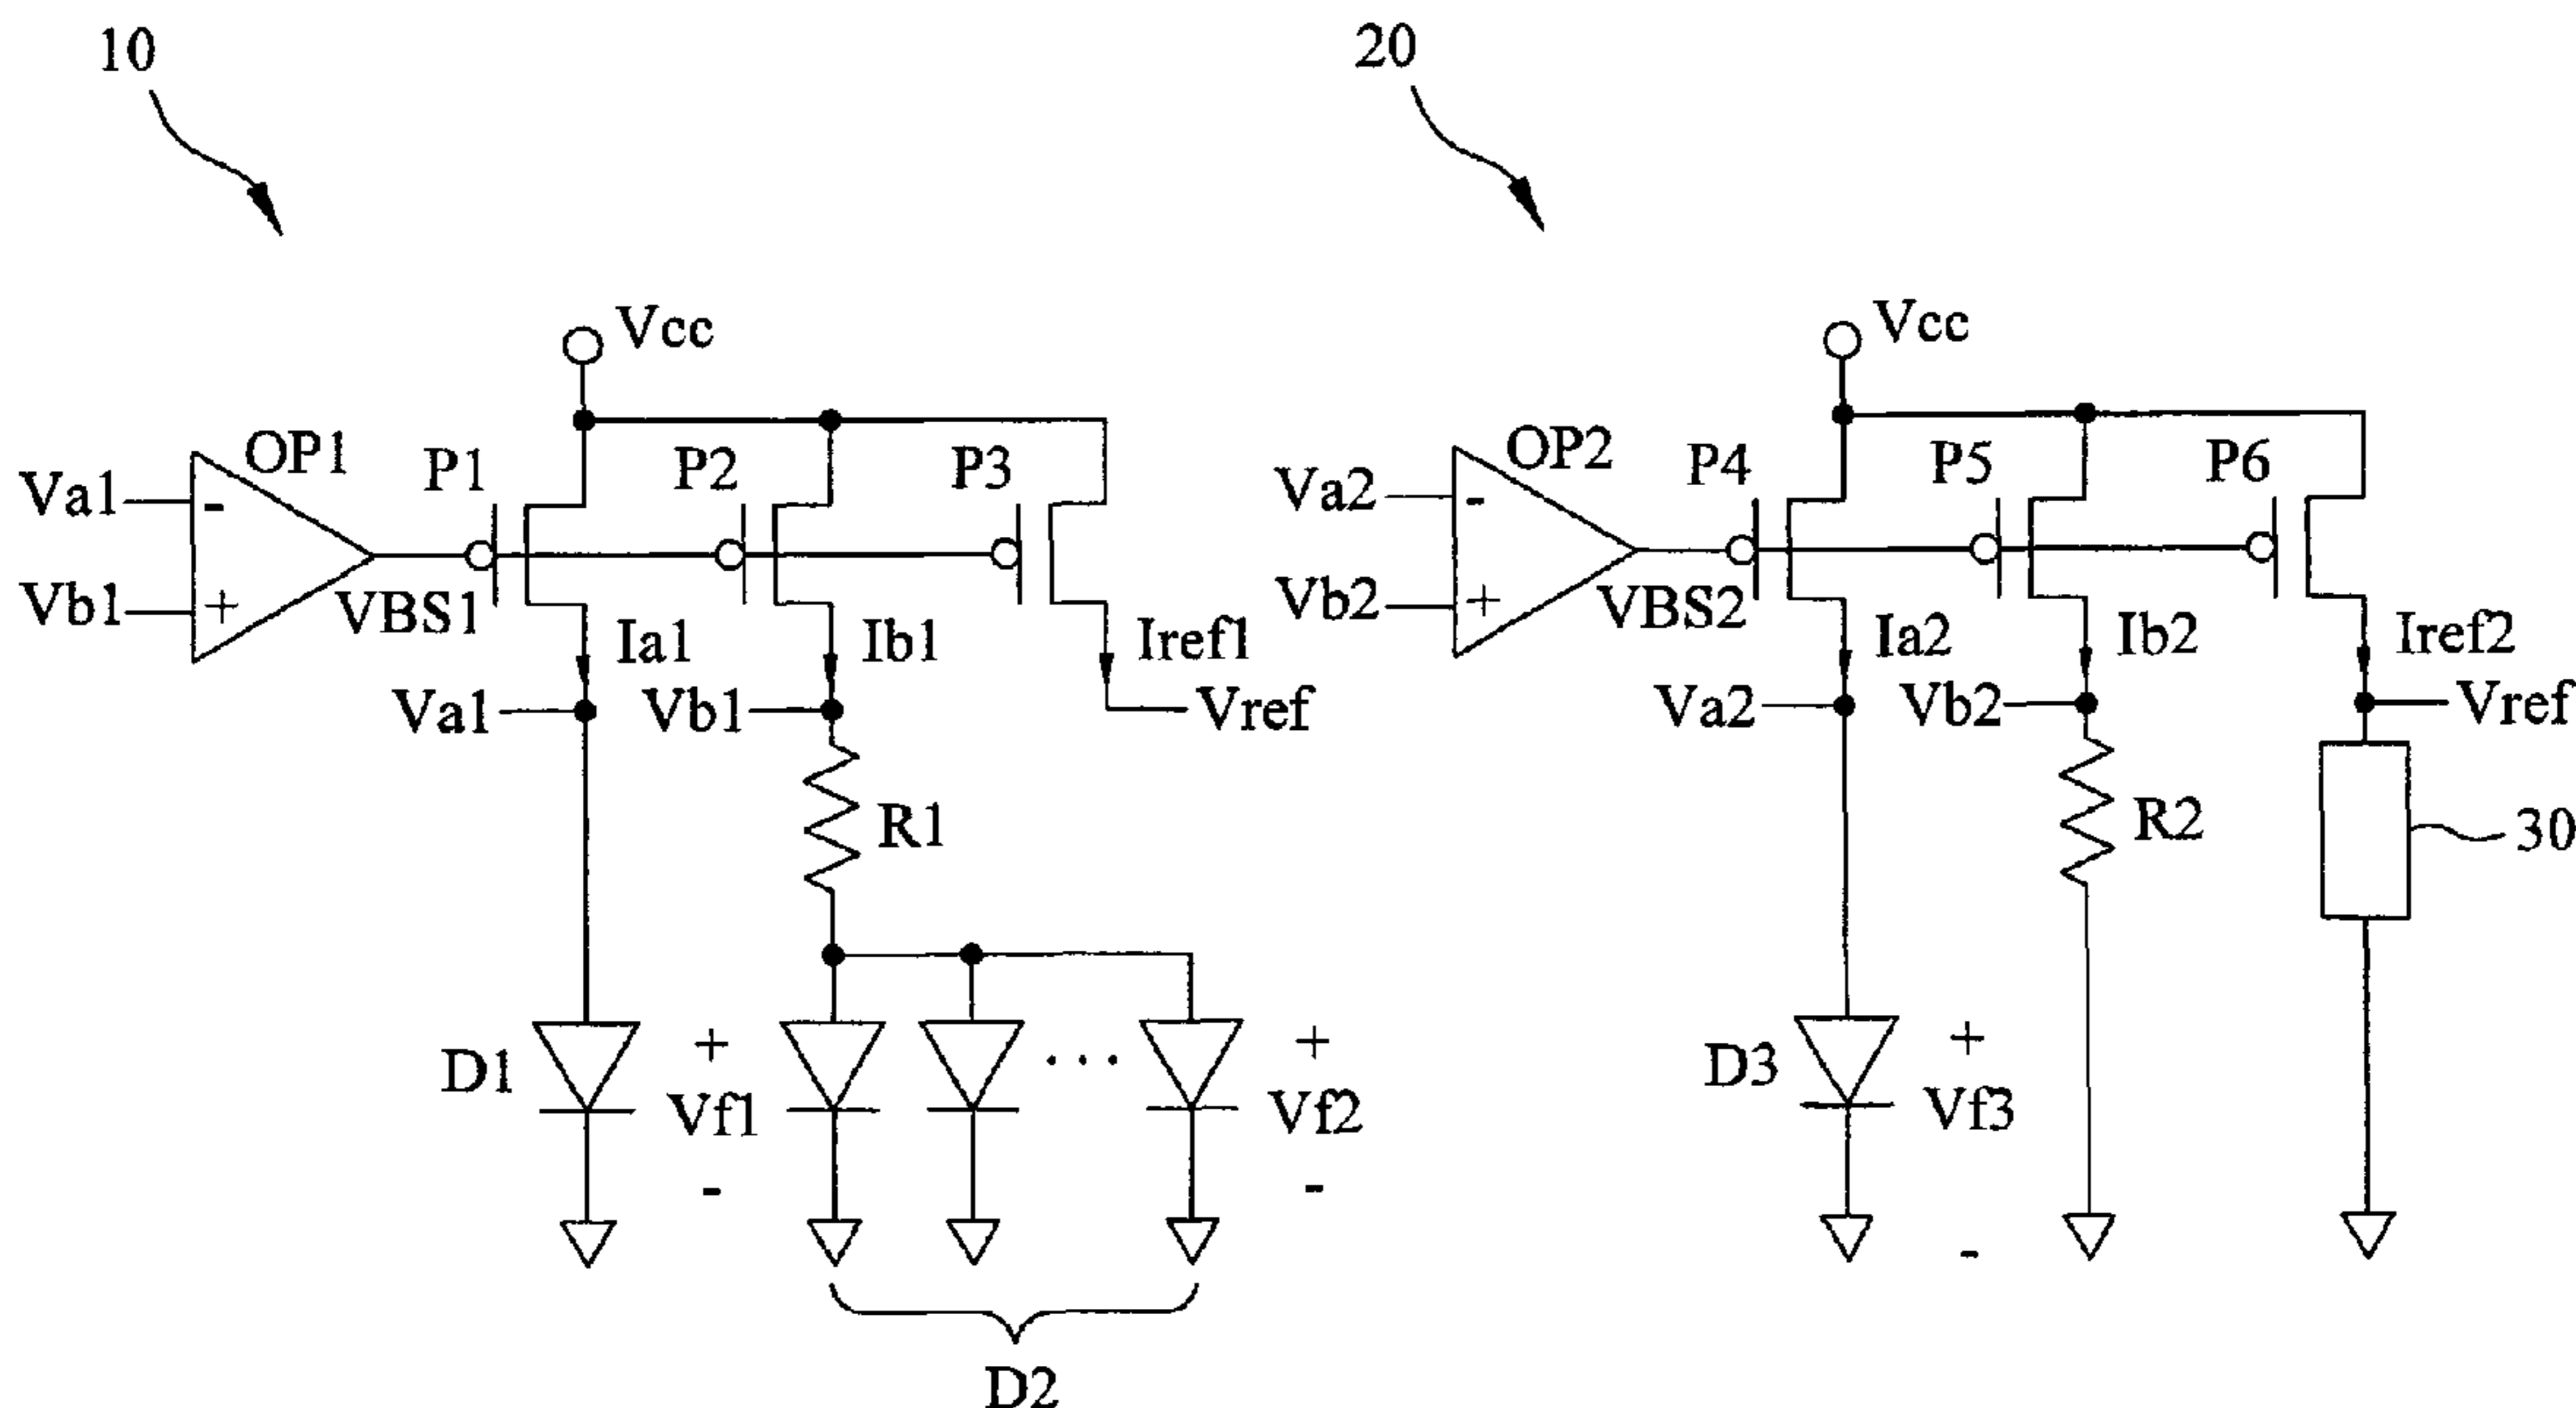 10
20
Vcc
Vcc
OP1
P1
P2
P3
Va1
-
Vb1
+
VBS1
Ia1
Ib1
Iref1
Va1
Vb1
Vref
R1
D1
+
Vf1
-
...
+
Vf2
-
D2
OP2
P4
P5
P6
Va2
-
Vb2
+
VBS2
Ia2
Ib2
Iref2
Va2
Vb2
Vref
R2
30
D3
+
Vf3
-